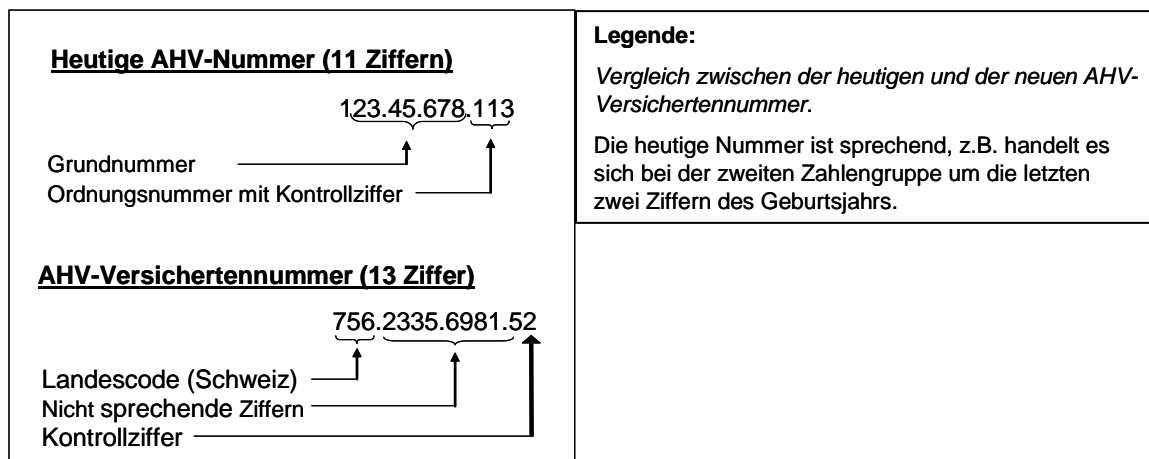 Heutige AHV-Nummer (11 Ziffern)
123.45.678.113
Grundnummer
Ordnungsnummer mit Kontrollziffer
AHV-Versichertennummer (13 Ziffer)
756.2335.6981.52
Landescode (Schweiz)
Nicht sprechende Ziffern
Kontrollziffer
Legende:
Vergleich zwischen der heutigen und der neuen AHV-
Versichertennummer.
Die heutige Nummer ist sprechend, z.B. handelt es
sich bei der zweiten Zahlengruppe um die letzten
zwei Ziffern des Geburtsjahrs.